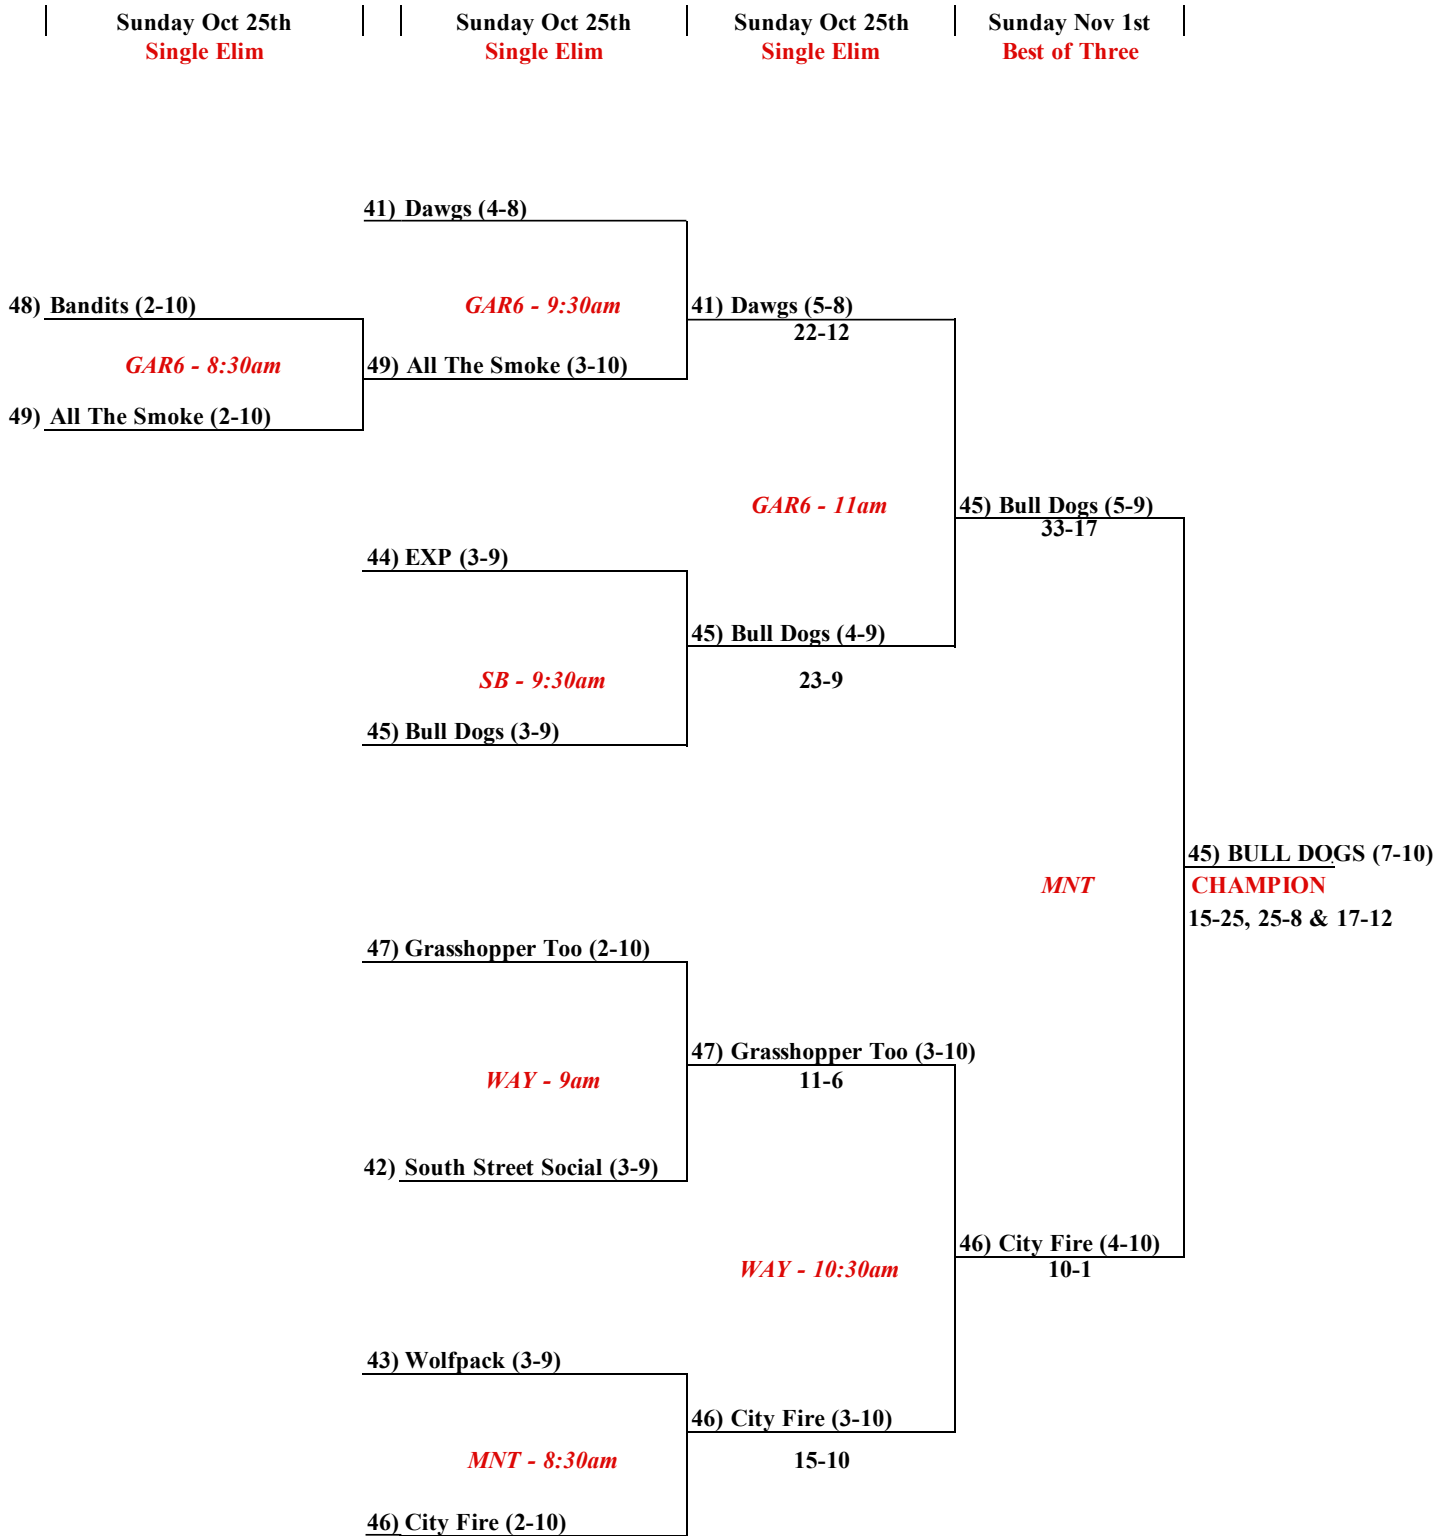 Sunday Oct 25th
Single Elim
Sunday Oct 25th
Single Elim
Sunday Oct 25th
Single Elim
Sunday Nov 1st
Best of Three
41) Dawgs (4-8)
48) Bandits (2-10)
GAR6 - 9:30am
41) Dawgs (5-8)
22-12
GAR6 - 8:30am
49) All The Smoke (3-10)
49) All The Smoke (2-10)
GAR6 - 11am
45) Bull Dogs (5-9)
33-17
44) EXP (3-9)
45) Bull Dogs (4-9)
SB - 9:30am
23-9
45) Bull Dogs (3-9)
45) BULL DOGS (7-10)
MNT
CHAMPION
15-25, 25-8 & 17-12
47) Grasshopper Too (2-10)
47) Grasshopper Too (3-10)
WAY - 9am
11-6
42) South Street Social (3-9)
46) City Fire (4-10)
WAY - 10:30am
10-1
43) Wolfpack (3-9)
46) City Fire (3-10)
MNT - 8:30am
15-10
46) City Fire (2-10)